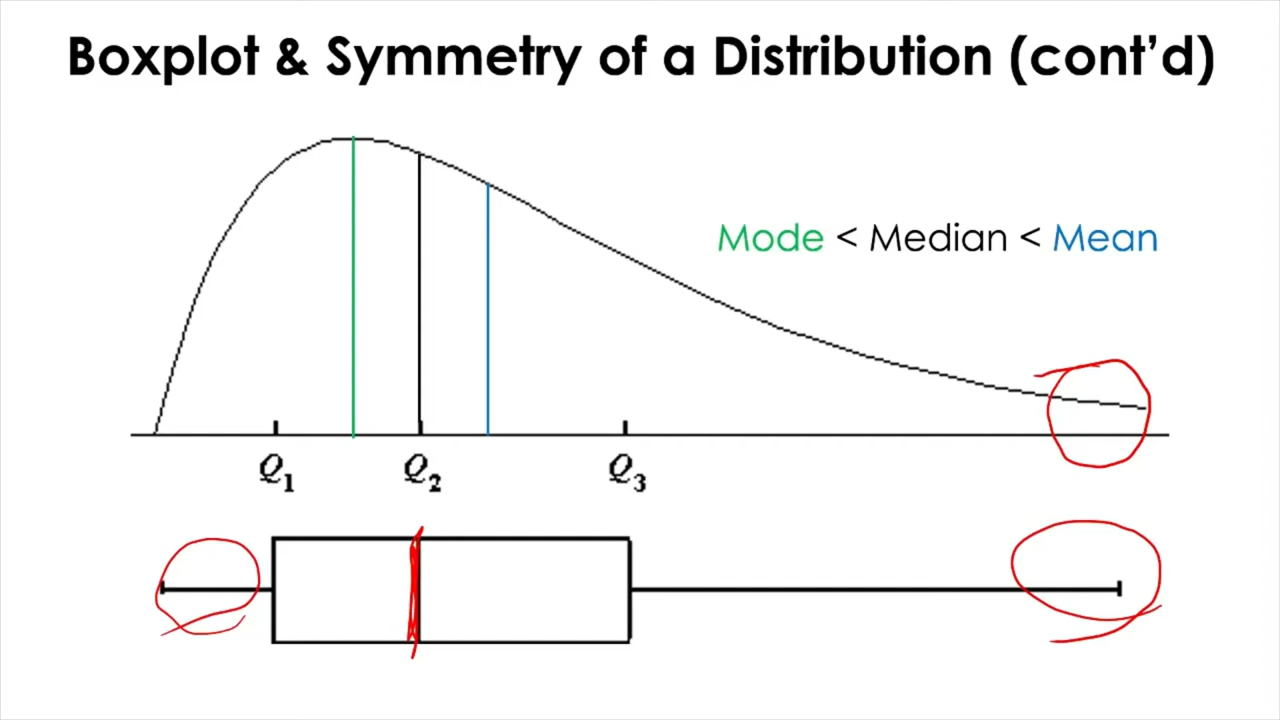 Boxplot & Symmetry of a Distribution (cont’d)
Mode < Median < Mean
Q₁ Q₂ Q₃